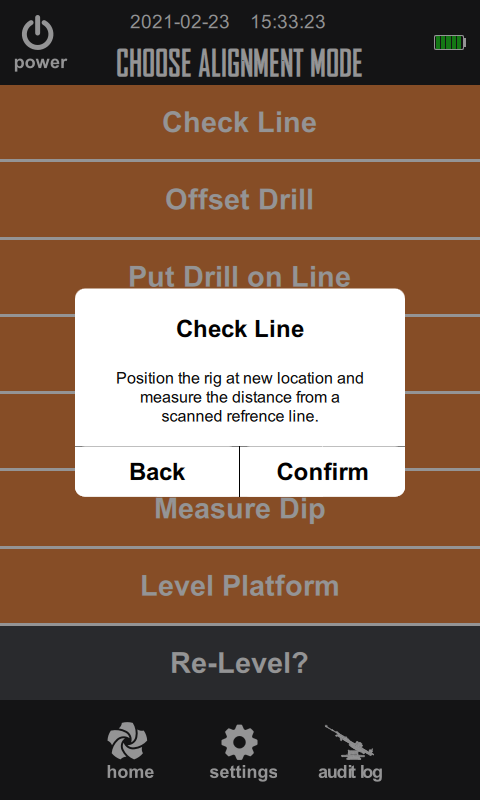 2021-02-23 15:33:23
power
CHOOSE ALIGNMENT MODE
Check Line
Offset Drill
Put Drill on Line
Check Line
Position the rig at new location and
measure the distance from a
scanned refrence line.
Back Confirm
Measure Dip
Level Platform
Re-Level?
home settings audit log